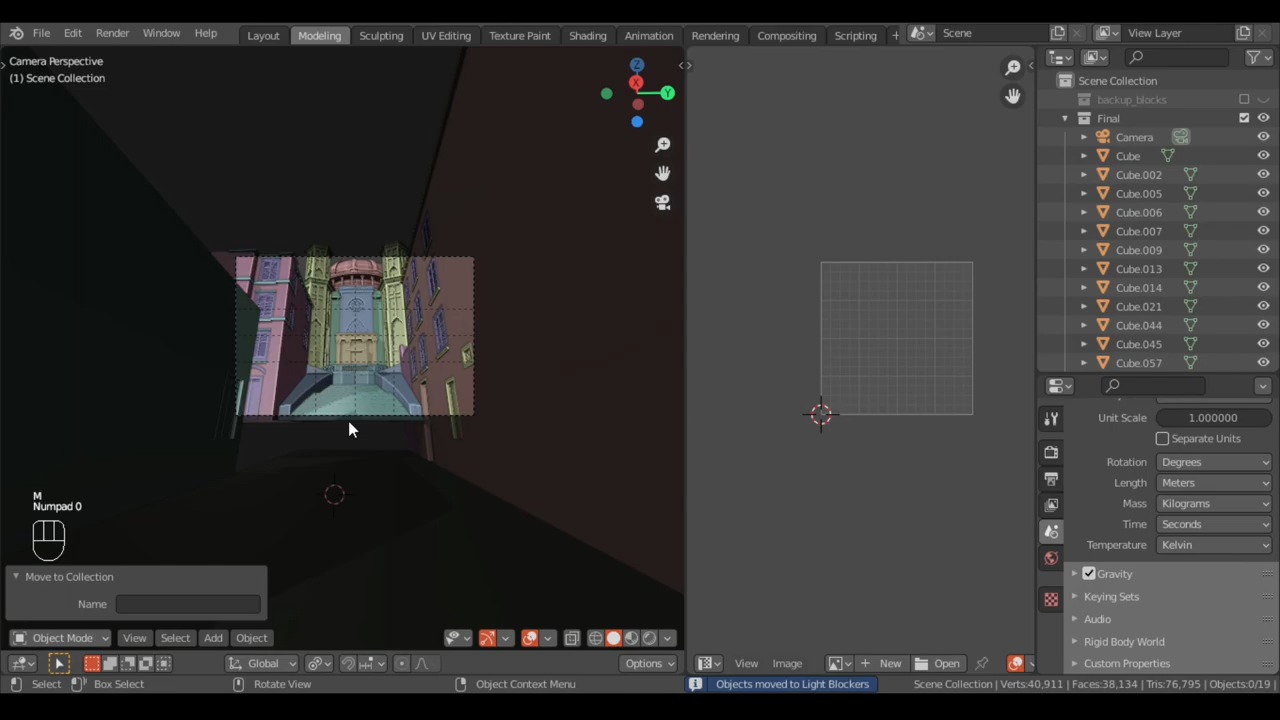 File Edit Render Window Help Layout Modeling Sculpting UV Editing Texture Paint Shading Animation Rendering Compositing Scripting + Scene View Layer
Camera Perspective
(1) Scene Collection
Z
X
Y
Scene Collection
backup_blocks
Final
Camera
Cube
Cube.002
Cube.005
Cube.006
Cube.007
Cube.009
Cube.013
Cube.014
Cube.021
Cube.044
Cube.045
Cube.057
Unit Scale 1.000000
Separate Units
Rotation Degrees
Length Meters
Mass Kilograms
Time Seconds
Temperature Kelvin
Gravity
Keying Sets
Audio
Rigid Body World
Custom Properties
M
Numpad 0
Move to Collection
Name
Object Mode View Select Add Object
Global Options View Image New Open
Select Box Select Rotate View Object Context Menu Objects moved to Light Blockers Scene Collection | Verts:40,911 | Faces:38,134 | Tris:76,795 | Objects:0/19 |